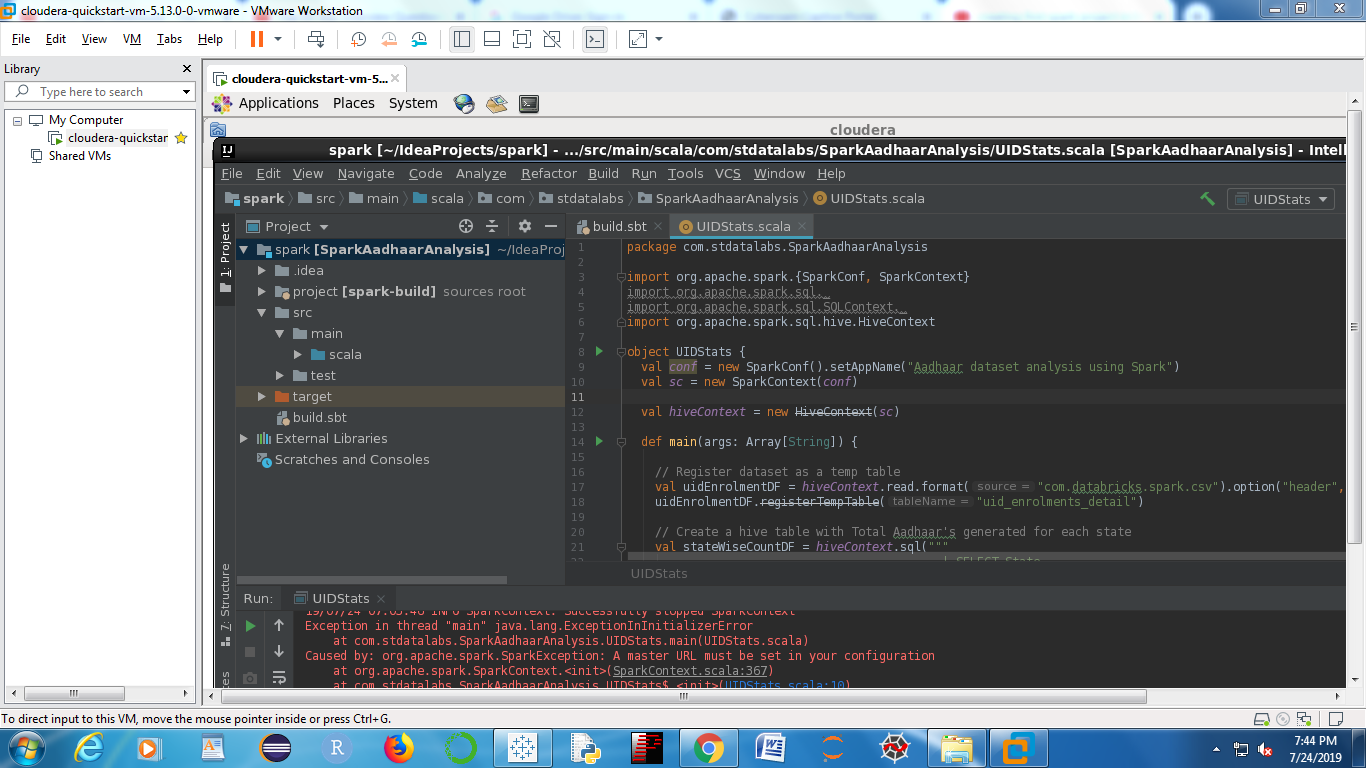 cloudera-quickstart-vm-5.13.0-0-vmware - VMware Workstation
File Edit View VM Tabs Help
Library
Type here to search
My Computer
cloudera-quickstar
Shared VMs
cloudera-quickstart-vm-5...
Applications Places System
cloudera
IJ
spark [~/IdeaProjects/spark] - .../src/main/scala/com/stdatalabs/SparkAadhaarAnalysis/UIDStats.scala [SparkAadhaarAnalysis] - Intell
File Edit View Navigate Code Analyze Refactor Build Run Tools VCS Window Help
spark src main scala com stdatalabs SparkAadhaarAnalysis UIDStats.scala
UIDStats
1: Project
Project
build.sbt
UIDStats.scala
spark [SparkAadhaarAnalysis] ~/IdeaProj
.idea
project [spark-build] sources root
src
main
scala
test
target
build.sbt
External Libraries
Scratches and Consoles
7: Structure
1 package com.stdatalabs.SparkAadhaarAnalysis
2
3 import org.apache.spark.{SparkConf, SparkContext}
4 import org.apache.spark.sql._
5 import org.apache.spark.sql.SQLContext._
6 import org.apache.spark.sql.hive.HiveContext
7
8 object UIDStats {
9 val conf = new SparkConf().setAppName("Aadhaar dataset analysis using Spark")
10 val sc = new SparkContext(conf)
11
12 val hiveContext = new HiveContext(sc)
13
14 def main(args: Array[String]) {
15
16 // Register dataset as a temp table
17 val uidEnrolmentDF = hiveContext.read.format( source = "com.databricks.spark.csv").option("header",
18 uidEnrolmentDF.registerTempTable( tableName = "uid_enrolments_detail")
19
20 // Create a hive table with Total Aadhaar's generated for each state
21 val stateWiseCountDF = hiveContext.sql("""
| SELECT State,
UIDStats
Run: UIDStats
19/07/24 07:03:40 INFO SparkContext: Successfully stopped SparkContext
Exception in thread "main" java.lang.ExceptionInInitializerError
at com.stdatalabs.SparkAadhaarAnalysis.UIDStats.main(UIDStats.scala)
Caused by: org.apache.spark.SparkException: A master URL must be set in your configuration
at org.apache.spark.SparkContext.<init>(SparkContext.scala:367)
at com.stdatalabs.SparkAadhaarAnalysis.UIDStats$.<init>(UIDStats.scala:10)
To direct input to this VM, move the mouse pointer inside or press Ctrl+G.
7:44 PM
7/24/2019